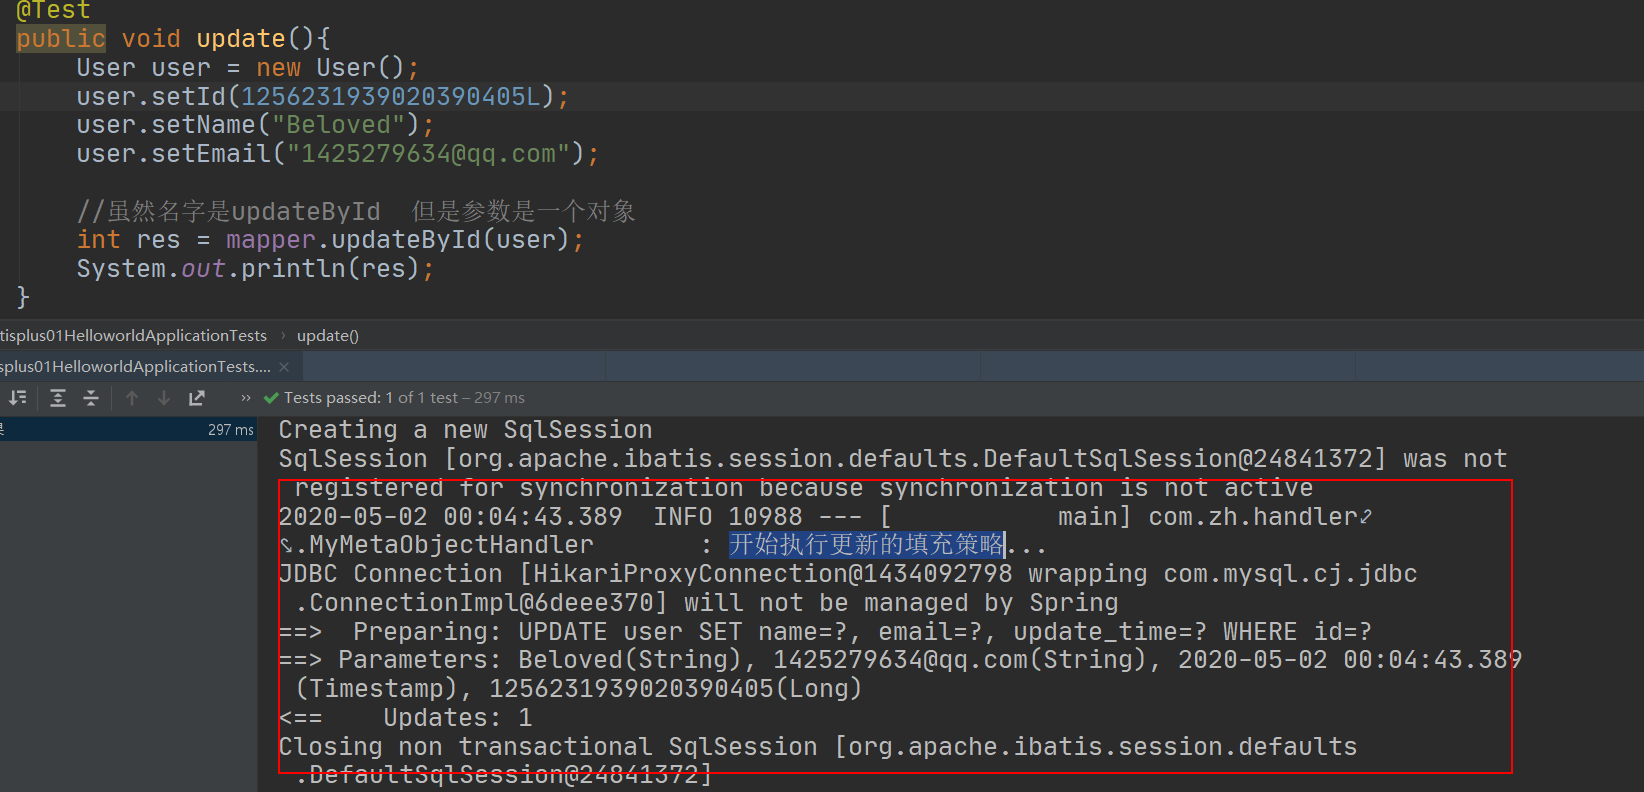 @Test
public void update(){
User user = new User();
user.setId(1256231939020390405L);
user.setName("Beloved");
user.setEmail("1425279634@qq.com");
//虽然名字是updateById 但是参数是一个对象
int res = mapper.updateById(user);
System.out.println(res);
}
tisplus01HelloworldApplicationTests › update()
splus01HelloworldApplicationTests.... ×
» Tests passed: 1 of 1 test – 297 ms
297 ms
Creating a new SqlSession
SqlSession [org.apache.ibatis.session.defaults.DefaultSqlSession@24841372] was not
registered for synchronization because synchronization is not active
2020-05-02 00:04:43.389 INFO 10988 --- [ main] com.zh.handler
.MyMetaObjectHandler : 开始执行更新的填充策略...
JDBC Connection [HikariProxyConnection@1434092798 wrapping com.mysql.cj.jdbc
.ConnectionImpl@6deee370] will not be managed by Spring
==> Preparing: UPDATE user SET name=?, email=?, update_time=? WHERE id=?
==> Parameters: Beloved(String), 1425279634@qq.com(String), 2020-05-02 00:04:43.389
(Timestamp), 1256231939020390405(Long)
<== Updates: 1
Closing non transactional SqlSession [org.apache.ibatis.session.defaults
.DefaultSqlSession@24841372]